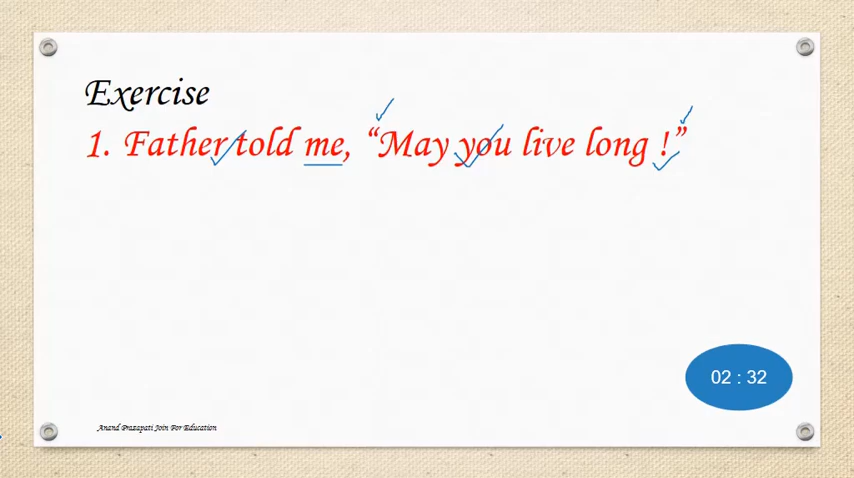 Exercise
1. Father told me, “May you live long !”
02 : 32
Anand Prazapati Join For Education